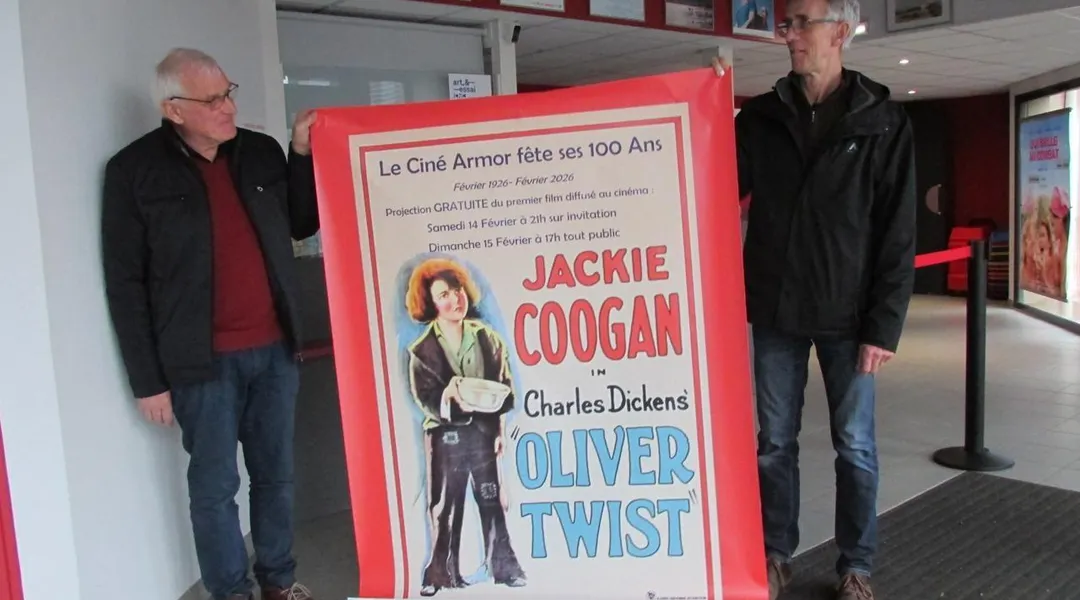 art&
essai
Le Ciné Armor fête ses 100 Ans
Février 1926- Février 2026
Projection GRATUITE du premier film diffusé au cinéma :
Samedi 14 Février à 21h sur invitation
Dimanche 15 Février à 17h tout public
JACKIE
COOGAN
IN
Charles Dickens'
"OLIVER
TWIST"